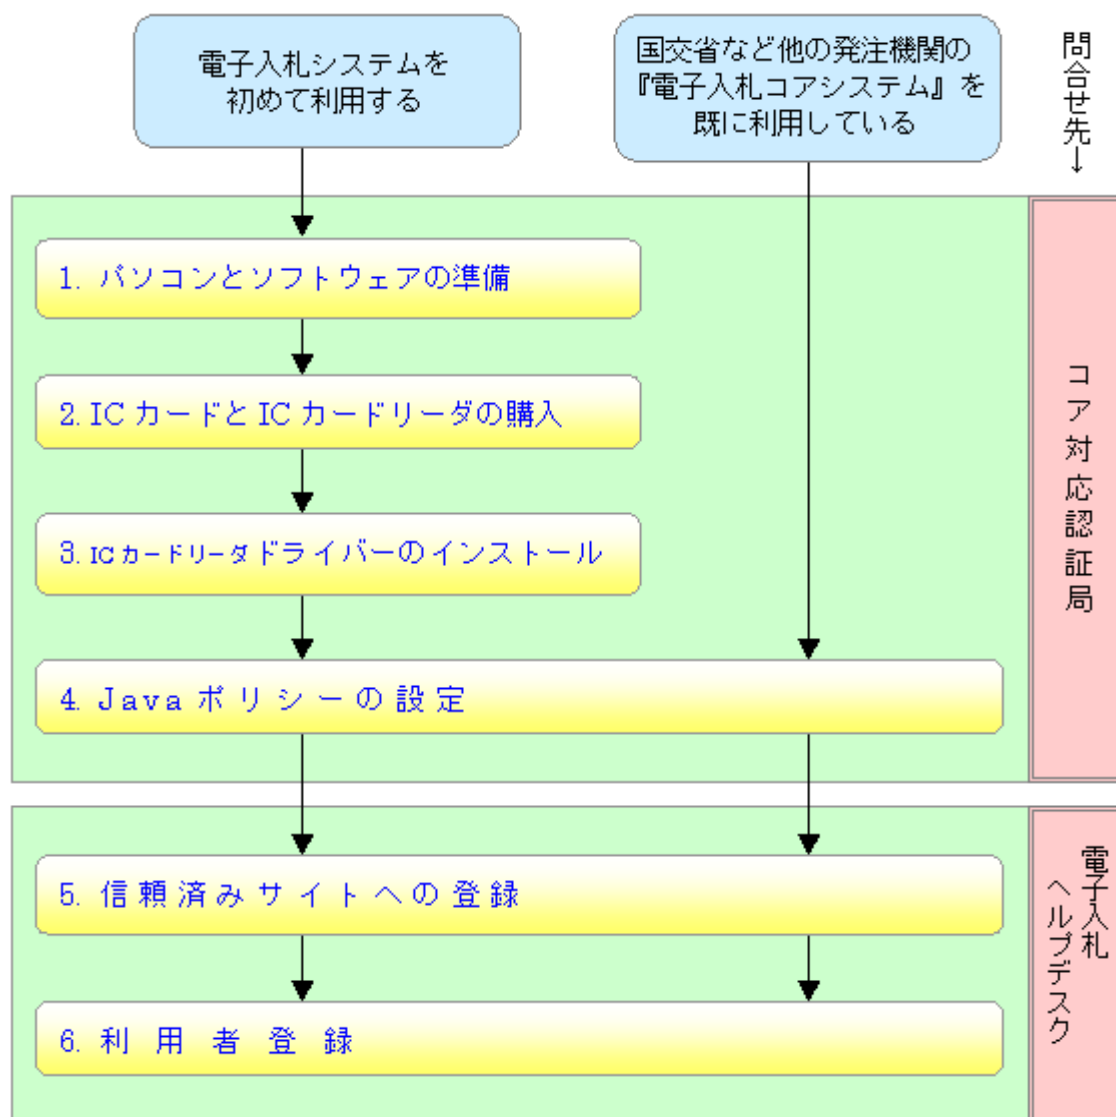 電子入札システムを
初めて利用する
国交省など他の発注機関の
『電子入札コアシステム』を
既に利用している
問合せ先↓
1. パソコンとソフトウェアの準備
2. IC カードと IC カードリーダの購入
3. ICカードリーダドライバーのインストール
4. Javaポリシーの設定
コア対応認証局
5. 信頼済みサイトへの登録
6. 利用者登録
電子入札
ヘルプデスク